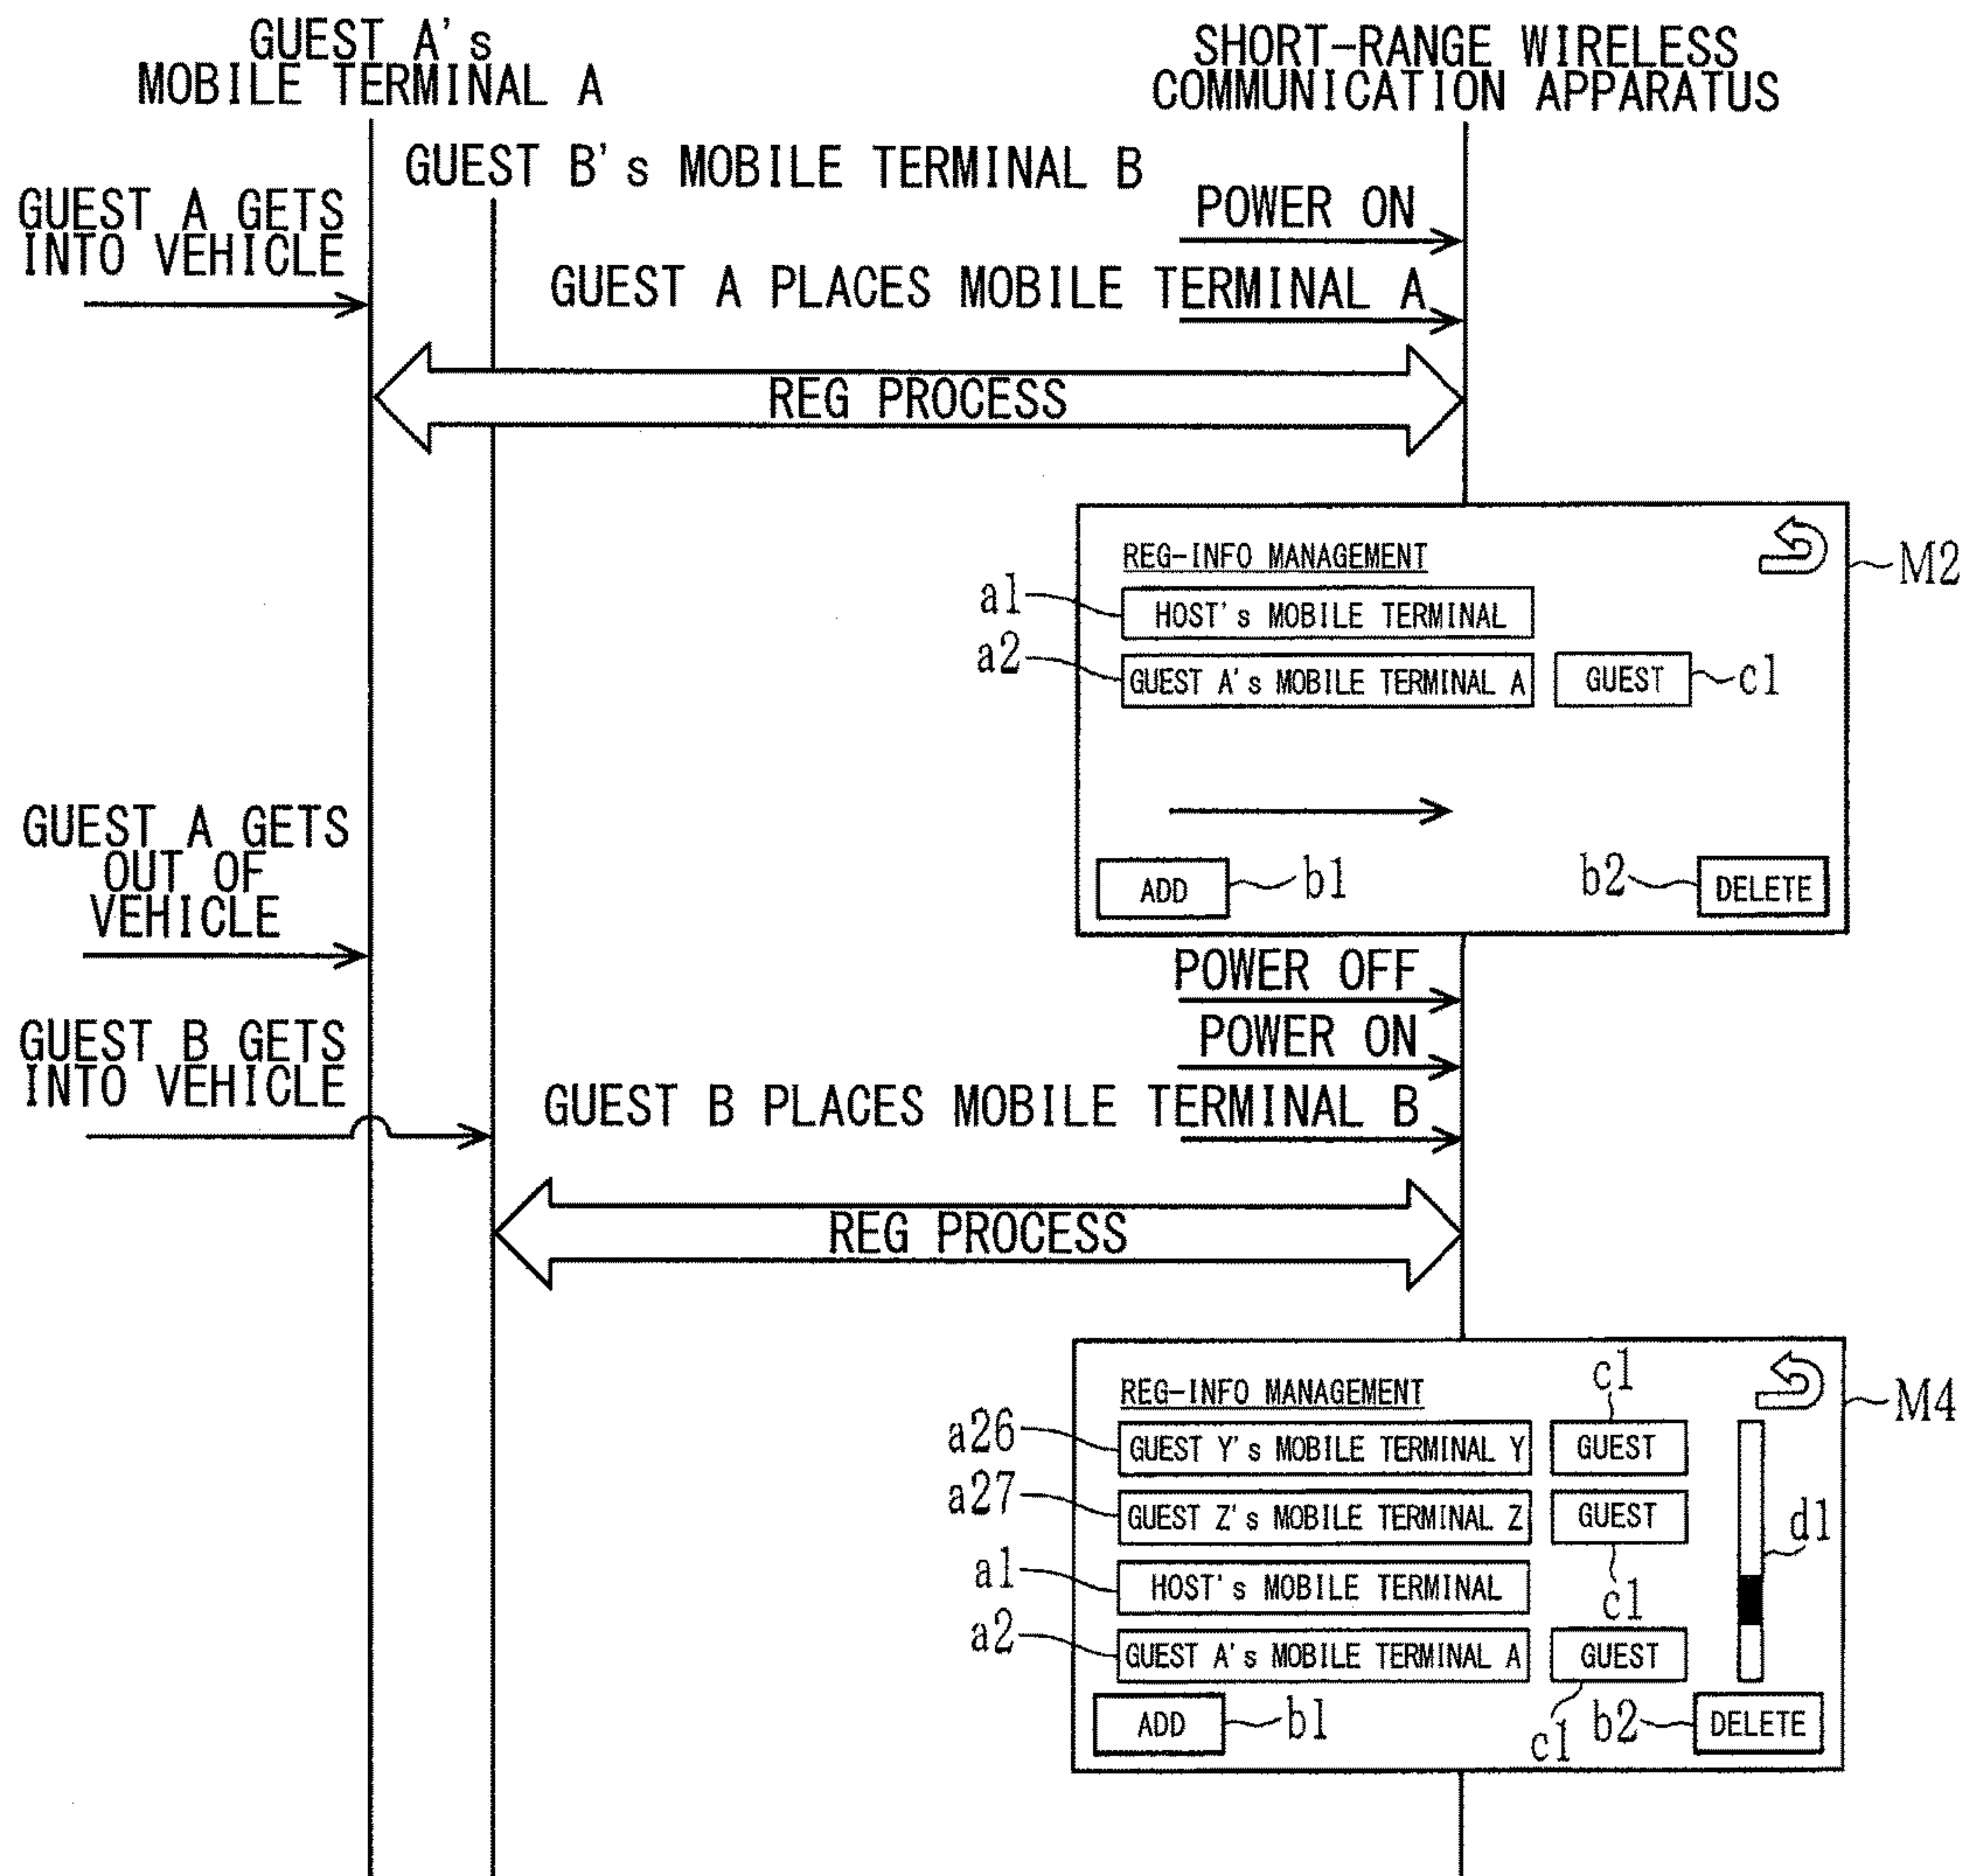 GUEST A's
MOBILE TERMINAL A
SHORT-RANGE WIRELESS
COMMUNICATION APPARATUS
GUEST B's MOBILE TERMINAL B
GUEST A GETS
INTO VEHICLE
POWER ON
GUEST A PLACES MOBILE TERMINAL A
REG PROCESS
REG-INFO MANAGEMENT
M2
a1
HOST's MOBILE TERMINAL
a2
GUEST A's MOBILE TERMINAL A
GUEST
c1
GUEST A GETS
OUT OF
VEHICLE
ADD
b1
b2
DELETE
POWER OFF
POWER ON
GUEST B GETS
INTO VEHICLE
GUEST B PLACES MOBILE TERMINAL B
REG PROCESS
REG-INFO MANAGEMENT
c1
M4
a26
GUEST Y's MOBILE TERMINAL Y
GUEST
a27
GUEST Z's MOBILE TERMINAL Z
GUEST
d1
a1
HOST's MOBILE TERMINAL
c1
a2
GUEST A's MOBILE TERMINAL A
GUEST
ADD
b1
c1
b2
DELETE